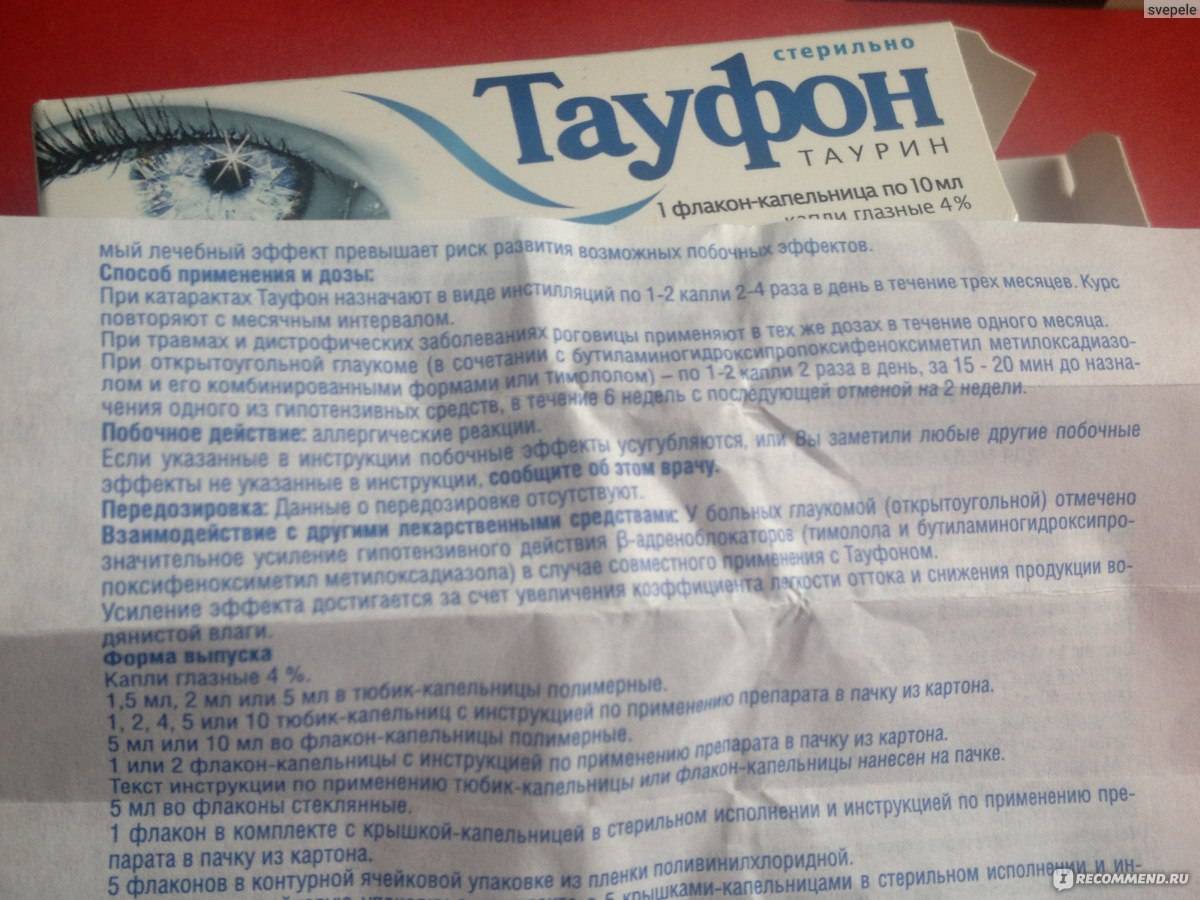 svepele
стерильно
Тауфон
ТАУРИН
1 флакон-капельница по 10 мл
капли глазные 4%
мый лечебный эффект превышает риск развития возможных побочных эффектов.
Способ применения и дозы:
При катарактах Тауфон назначают в виде инстилляций по 1-2 капли 2-4 раза в день в течение трех месяцев. Курс
повторяют с месячным интервалом.
При травмах и дистрофических заболеваниях роговицы применяют в тех же дозах в течение одного месяца.
При открытоугольной глаукоме (в сочетании с бутиламиногидроксипропоксифеноксиметил метилоксадиазо-
лом и его комбинированными формами или тимололом) – по 1-2 капли 2 раза в день, за 15 - 20 мин до назна-
чения одного из гипотензивных средств, в течение 6 недель с последующей отменой на 2 недели.
Побочное действие: аллергические реакции.
Если указанные в инструкции побочные эффекты усугубляются, или Вы заметили любые другие побочные
эффекты не указанные в инструкции, сообщите об этом врачу.
Передозировка: Данные о передозировке отсутствуют.
Взаимодействие с другими лекарственными средствами: У больных глаукомой (открытоугольной) отмечено
значительное усиление гипотензивного действия β-адреноблокаторов (тимолола и бутиламиногидроксипро-
поксифеноксиметил метилоксадиазола) в случае совместного применения с Тауфоном.
Усиление эффекта достигается за счет увеличения коэффициента легкости оттока и снижения продукции во-
дянистой влаги.
Форма выпуска
Капли глазные 4 %.
1,5 мл, 2 мл или 5 мл в тюбик-капельницы полимерные.
1, 2, 4, 5 или 10 тюбик-капельниц с инструкцией по применению препарата в пачку из картона.
5 мл или 10 мл во флакон-капельницы полимерные.
1 или 2 флакон-капельницы с инструкцией по применению препарата в пачку из картона.
Текст инструкции по применению тюбик-капельницы или флакон-капельницы нанесен на пачке.
5 мл во флаконы стеклянные.
1 флакон в комплекте с крышкой-капельницей в стерильном исполнении и инструкцией по применению пре-
парата в пачку из картона.
5 флаконов в контурной ячейковой упаковке из пленки поливинилхлоридной.
5 крышками-капельницами в стерильном исполнении и ин-
RECOMMEND.RU